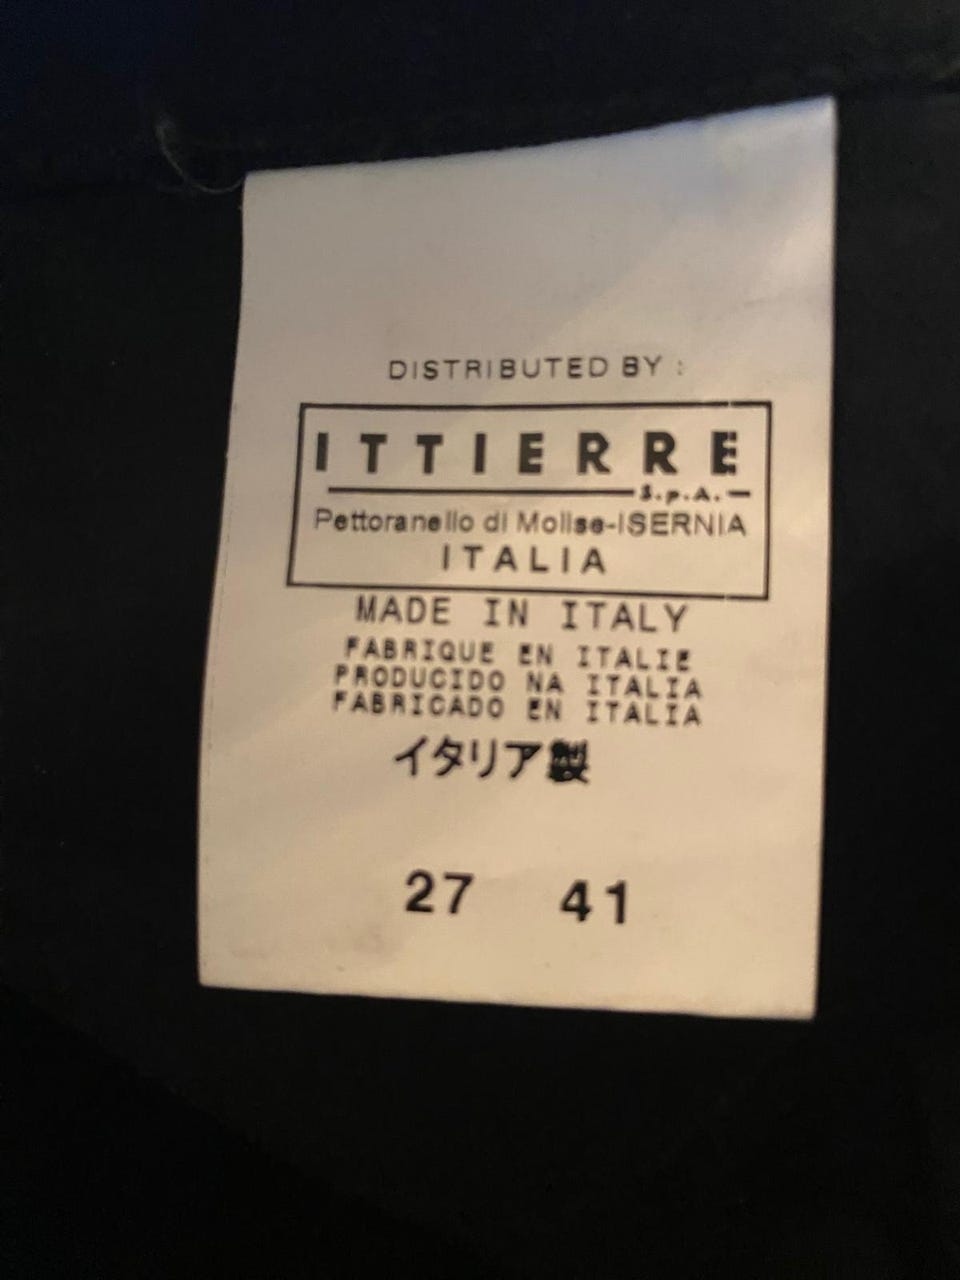 DISTRIBUTED BY :
ITTIERRE
S.p.A.
Pettoranello di Molise-ISERNIA
ITALIA
MADE IN ITALY
FABRIQUE EN ITALIE
PRODUCIDO NA ITALIA
FABRICADO EN ITALIA
イタリア製
27 41